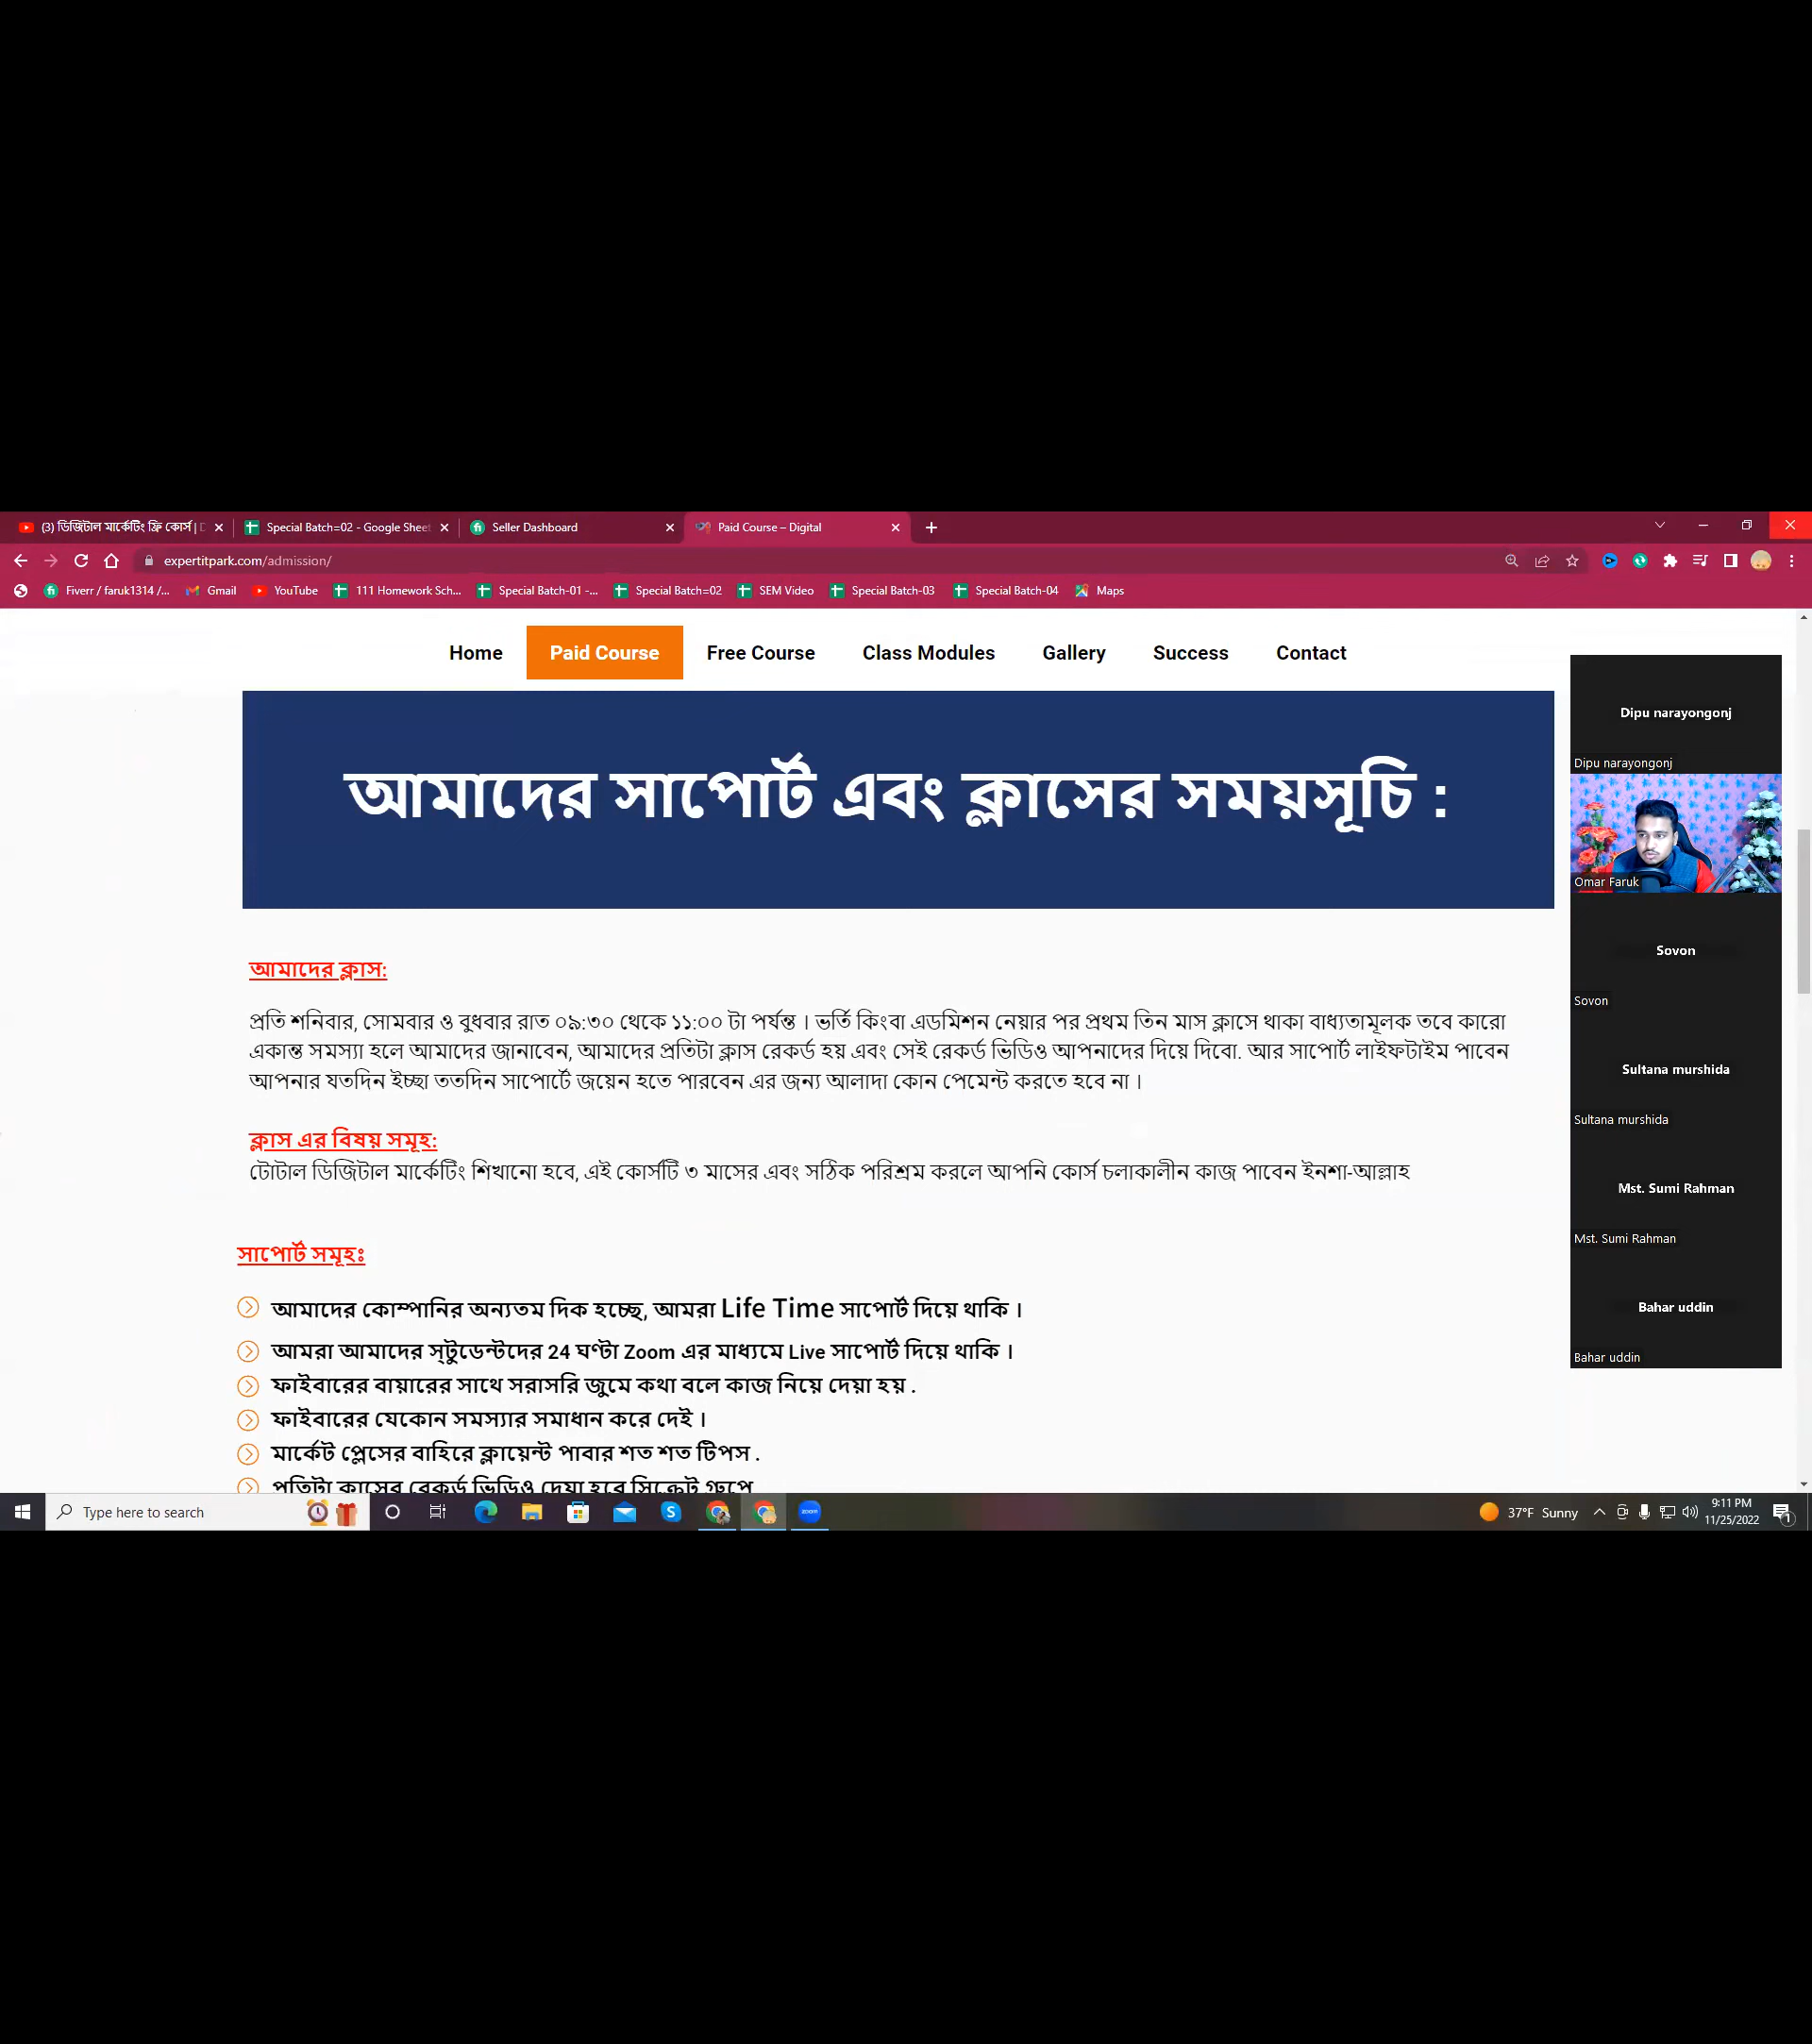 (3) ডিজিটাল মার্কেটিং ফ্রি কোর্স | D
Special Batch=02 - Google Sheet
Seller Dashboard
Paid Course – Digital
expertitpark.com/admission/
Fiverr / faruk1314 /...
Gmail
YouTube
111 Homework Sch...
Special Batch-01 -...
Special Batch=02
SEM Video
Special Batch-03
Special Batch-04
Maps
Home
Paid Course
Free Course
Class Modules
Gallery
Success
Contact
আমাদের সাপোর্ট এবং ক্লাসের সময়সূচি :
আমাদের ক্লাস:
প্রতি শনিবার, সোমবার ও বুধবার রাত ০৯:৩০ থেকে ১১:০০ টা পর্যন্ত । ভর্তি কিংবা এডমিশন নেয়ার পর প্রথম তিন মাস ক্লাসে থাকা বাধ্যতামূলক তবে কারো
একান্ত সমস্যা হলে আমাদের জানাবেন, আমাদের প্রতিটা ক্লাস রেকর্ড হয় এবং সেই রেকর্ড ভিডিও আপনাদের দিয়ে দিবো. আর সাপোর্ট লাইফটাইম পাবেন
আপনার যতদিন ইচ্ছা ততদিন সাপোর্টে জয়েন হতে পারবেন এর জন্য আলাদা কোন পেমেন্ট করতে হবে না ।
ক্লাস এর বিষয় সমূহ:
টোটাল ডিজিটাল মার্কেটিং শিখানো হবে, এই কোর্সটি ৩ মাসের এবং সঠিক পরিশ্রম করলে আপনি কোর্স চলাকালীন কাজ পাবেন ইনশা-আল্লাহ
সাপোর্ট সমূহঃ
আমাদের কোম্পানির অন্যতম দিক হচ্ছে, আমরা Life Time সাপোর্ট দিয়ে থাকি ।
আমরা আমাদের স্টুডেন্টদের 24 ঘণ্টা Zoom এর মাধ্যমে Live সাপোর্ট দিয়ে থাকি ।
ফাইবারের বায়ারের সাথে সরাসরি জুমে কথা বলে কাজ নিয়ে দেয়া হয় .
ফাইবারের যেকোন সমস্যার সমাধান করে দেই ।
মার্কেট প্লেসের বাহিরে ক্লায়েন্ট পাবার শত শত টিপস .
প্রতিটা ক্লাসের রেকর্ড ভিডিও দেয়া হবে সিক্রেট গ্রুপে
Dipu narayongonj
Dipu narayongonj
Omar Faruk
Sovon
Sovon
Sultana murshida
Sultana murshida
Mst. Sumi Rahman
Mst. Sumi Rahman
Bahar uddin
Bahar uddin
Type here to search
zoom
37°F Sunny
9:11 PM
11/25/2022
1